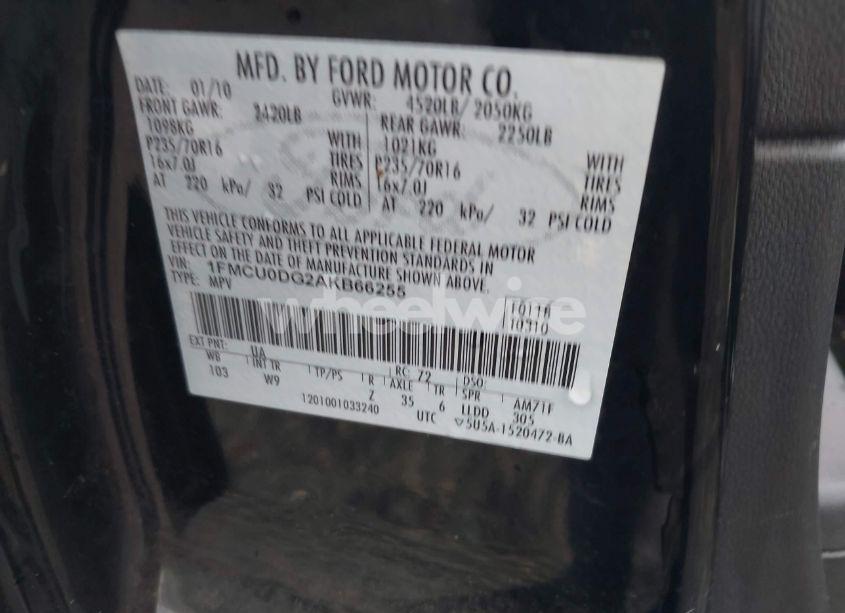 MFD. BY FORD MOTOR CO.
DATE: 01/10 GVWR: 4520LB/ 2050KG
FRONT GAWR: 2420LB REAR GAWR: 2250LB
1098KG WITH 1021KG WITH
P235/70R16 TIRES P235/70R16 TIRES
16x7.0J RIMS 16x7.0J RIMS
AT 220 kPa/ 32 PSI COLD AT 220 kPa/ 32 PSI COLD
THIS VEHICLE CONFORMS TO ALL APPLICABLE FEDERAL MOTOR
VEHICLE SAFETY AND THEFT PREVENTION STANDARDS IN
EFFECT ON THE DATE OF MANUFACTURE SHOWN ABOVE.
VIN: 1FMCU0DG2AKB66255
TYPE: MPV
wheelwise
10116
10310
EXT PNT: UA RC: 72 DSO:
WB INT TR TP/PS R AXLE TR SPR AM71F
103 W9 Z 35 6 LLDD 305
1201001033240 UTC ▽5U5A-1520472-BA